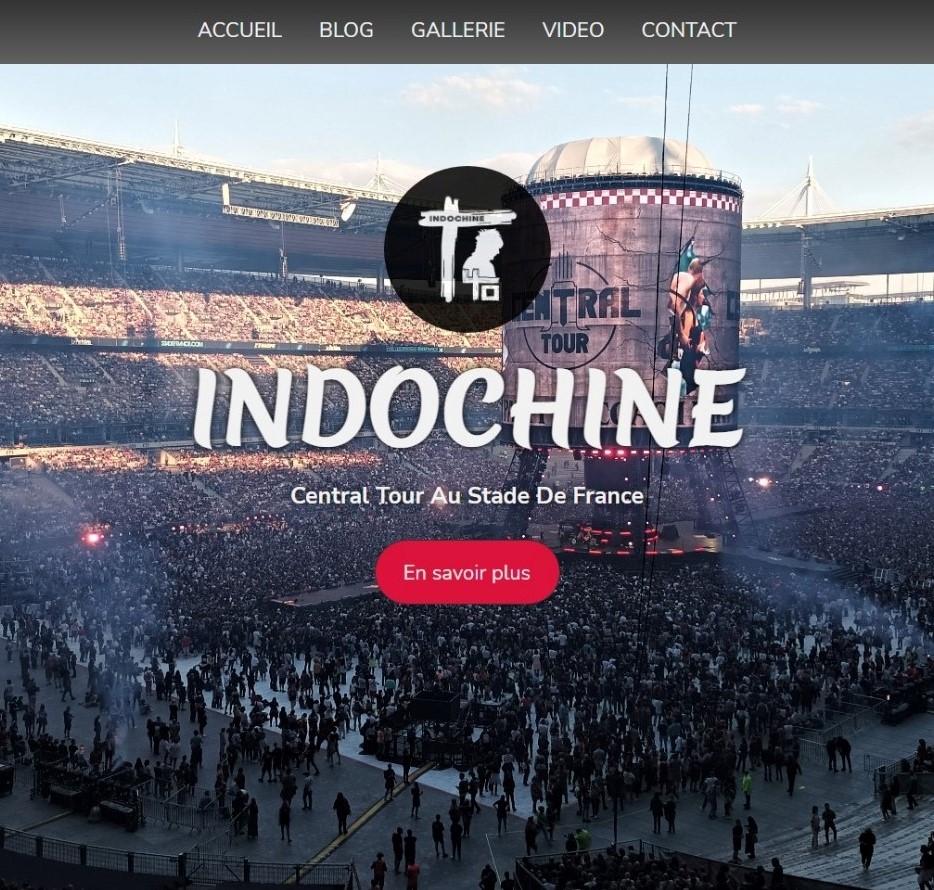 ACCUEIL BLOG GALLERIE VIDEO CONTACT
INDOCHINE
CENTRAL
TOUR
INDOCHINE
Central Tour Au Stade De France
En savoir plus